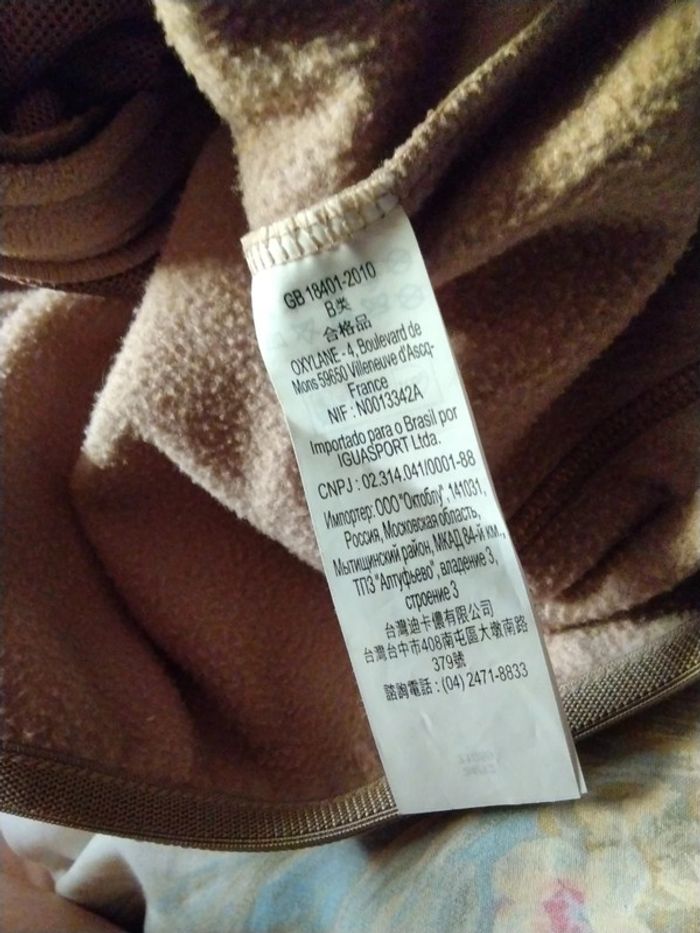 GB 18401-2010
B类
合格品
OXYLANE - 4, Boulevard de
Mons 59650 Villeneuve d'Ascq-
France
NIF : N0013342A
Importado para o Brasil por
IGUASPORT Ltda.
CNPJ : 02.314.041/0001-88
Импортер: ООО "Октоблу", 141031,
Россия, Московская область,
Мытищинский район, МКАД 84-й км.,
ТПЗ "Алтуфьево", владение 3,
строение 3
台灣迪卡儂有限公司
台灣台中市408南屯區大墩南路
379號
諮詢電話 : (04) 2471-8833